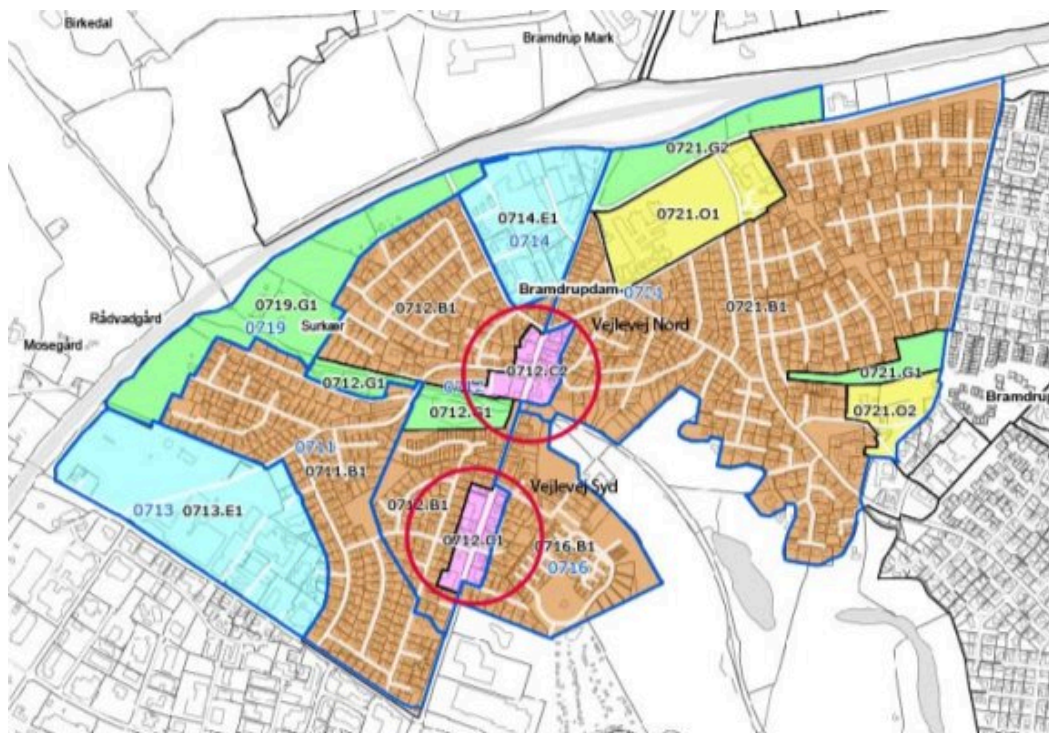 Birkedal
Bramdrup Mark
0721.G2
0714.E1
0714
0721.O1
Bramdrupdam
0721
0719.G1
0719
0712.B1
0721.B1
Rådvadgård
Surkær
Vejlevej Nord
Mosegård
0712.C2
0721.G1
0712.G1
0712
0712.G1
Bramdrup
0721.O2
0711
0711.B1
Vejlevej Syd
0712.B1
0713
0713.E1
0712.C1
0716.B1
0716